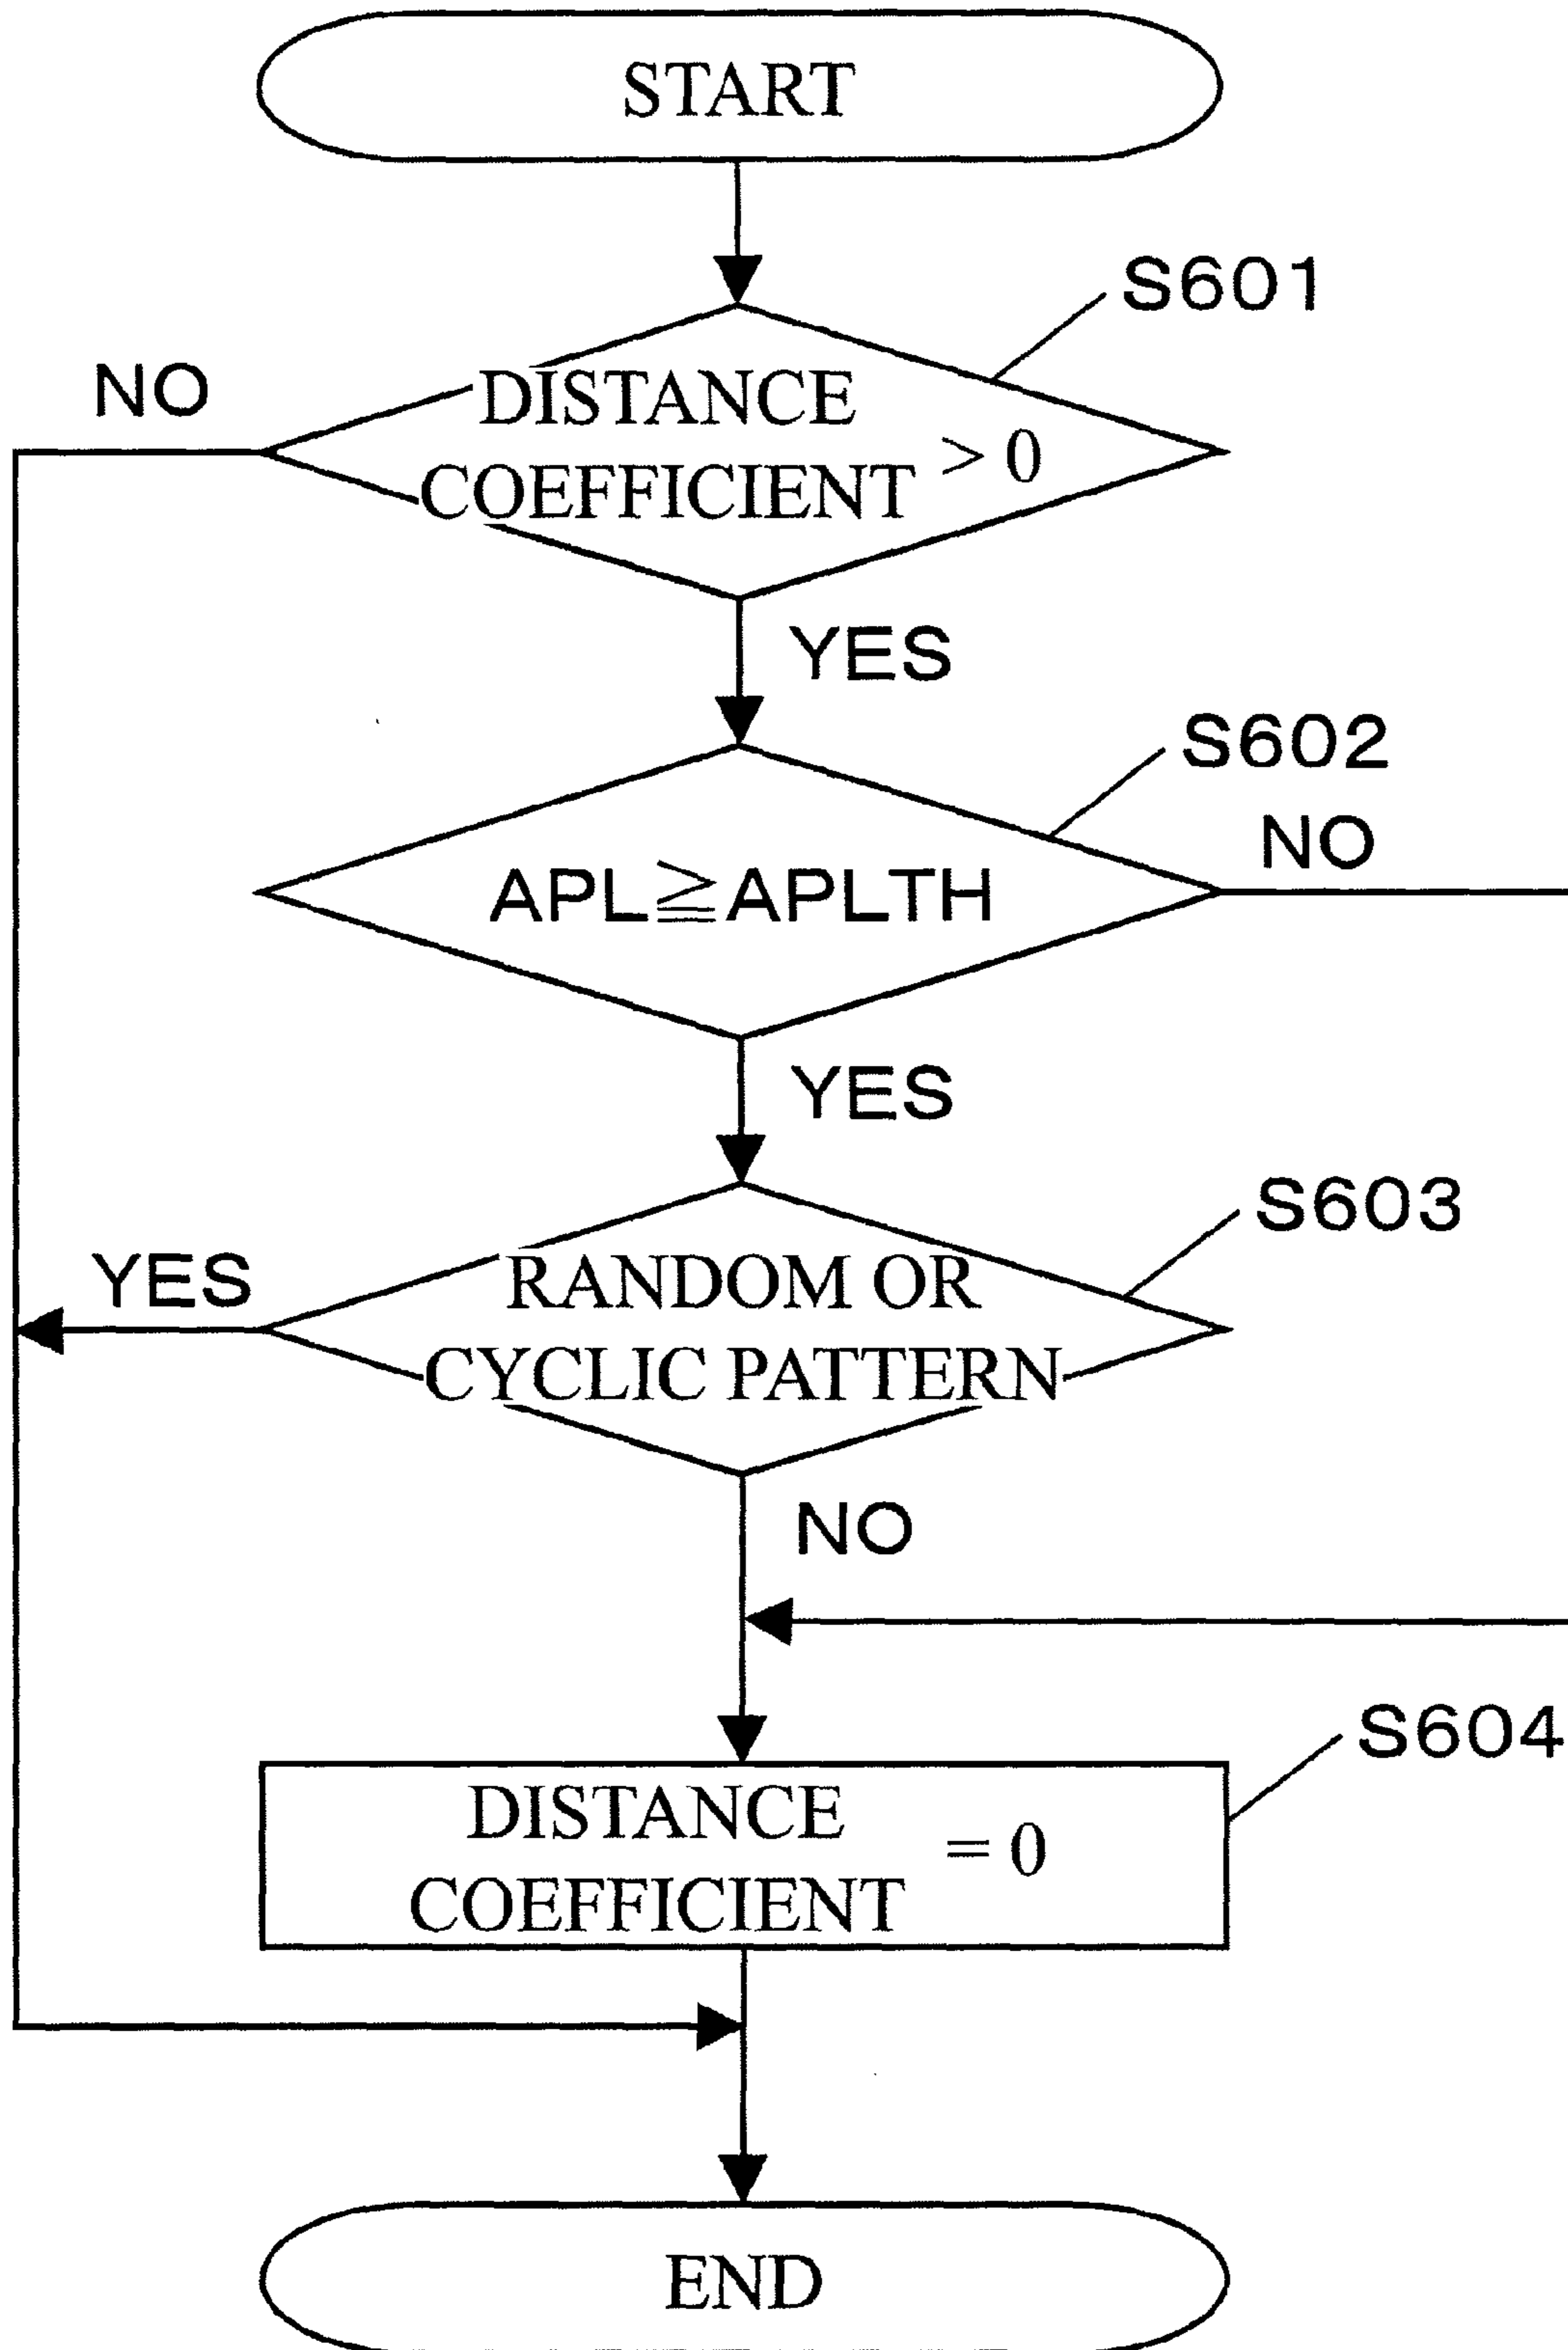 START
S601
NO
DISTANCE
COEFFICIENT > 0
YES
S602
NO
APL≧APLTH
YES
S603
YES
RANDOM OR
CYCLIC PATTERN
NO
S604
DISTANCE
COEFFICIENT = 0
END